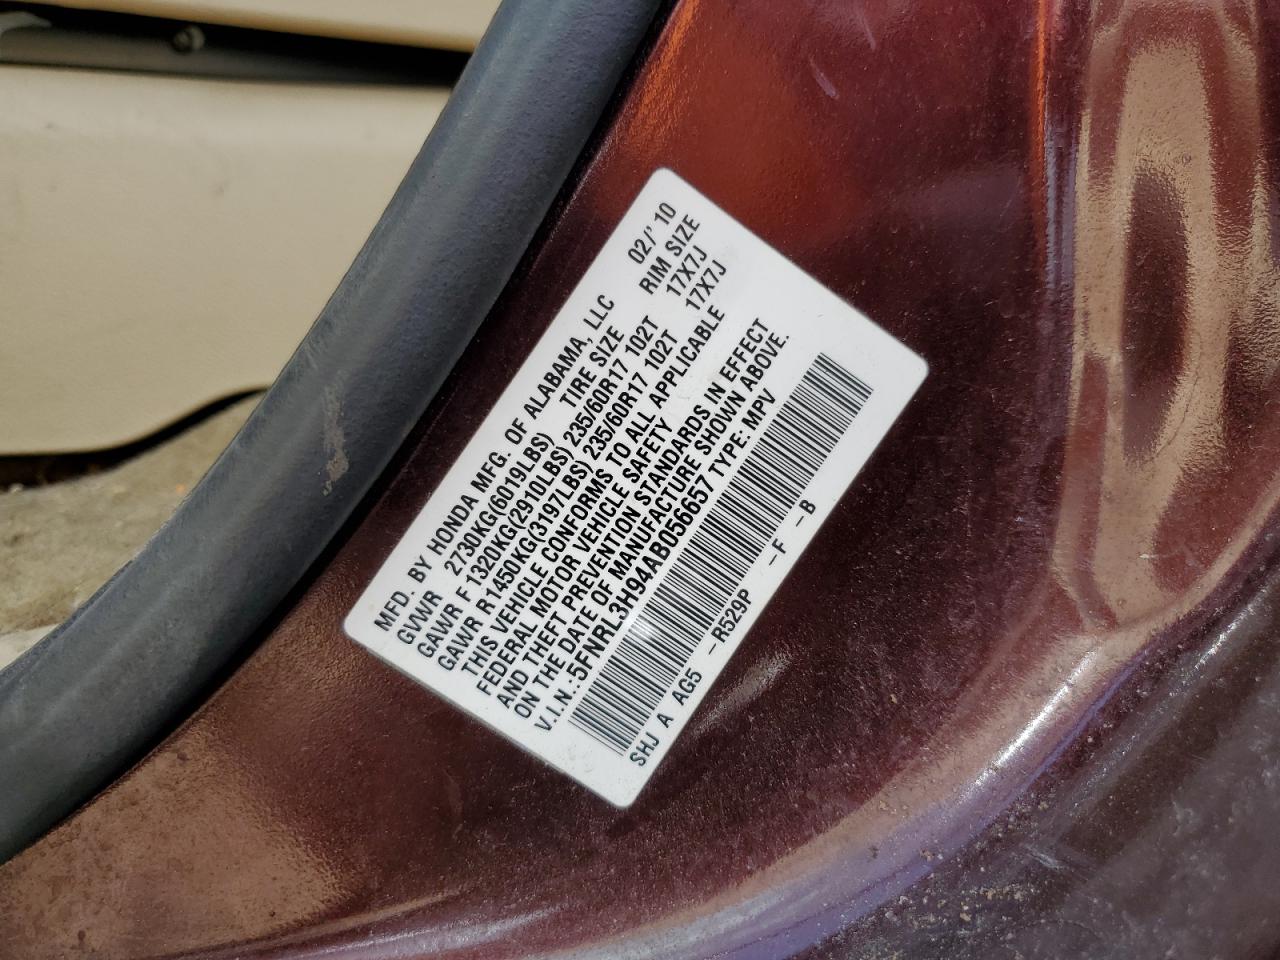 MFD. BY HONDA MFG. OF ALABAMA, LLC 02/'10
GVWR 2730KG(6019LBS) TIRE SIZE RIM SIZE
GAWR F 1320KG(2910LBS) 235/60R17 102T 17X7J
GAWR R 1450KG(3197LBS) 235/60R17 102T 17X7J
THIS VEHICLE CONFORMS TO ALL APPLICABLE
FEDERAL MOTOR VEHICLE SAFETY
AND THEFT PREVENTION STANDARDS IN EFFECT
ON THE DATE OF MANUFACTURE SHOWN ABOVE.
V.I.N.:5FNRL3H94AB056657 TYPE: MPV
SHJ A AG5 -R529P -F -B